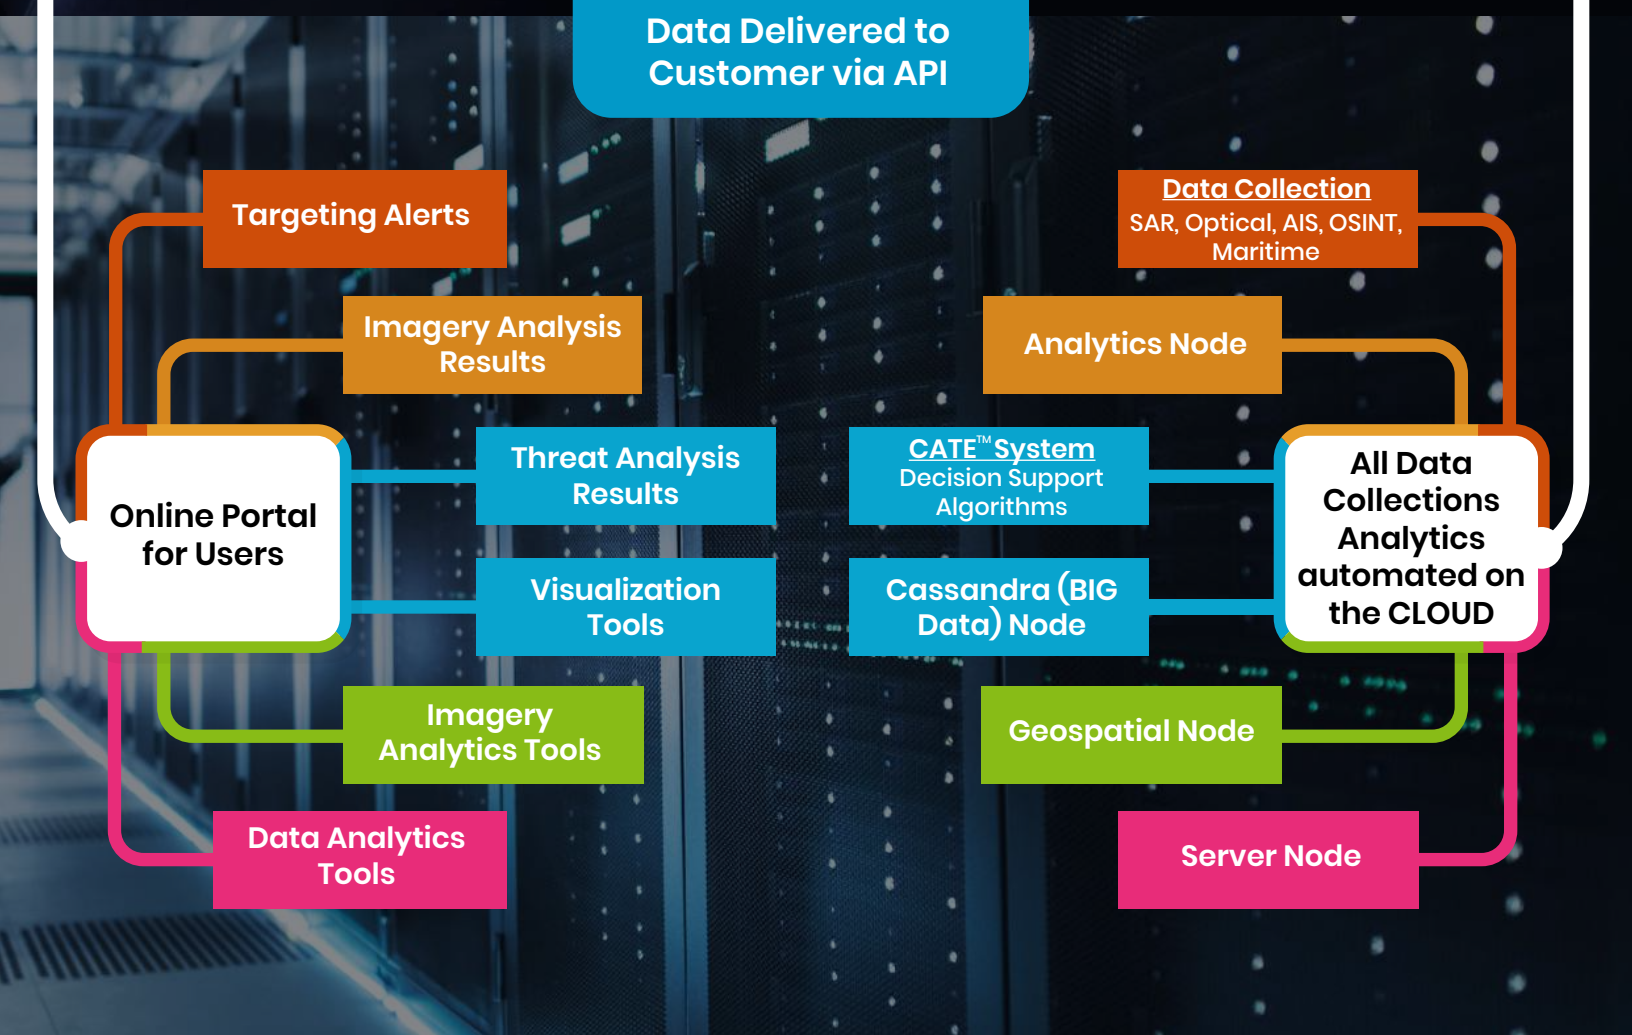 Data Delivered to
Customer via API
Targeting Alerts
Imagery Analysis
Results
Online Portal
for Users
Threat Analysis
Results
Visualization
Tools
Imagery
Analytics Tools
Data Analytics
Tools
Data Collection
SAR, Optical, AIS, OSINT,
Maritime
Analytics Node
CATE™ System
Decision Support
Algorithms
All Data
Collections
Analytics
automated on
the CLOUD
Cassandra (BIG
Data) Node
Geospatial Node
Server Node